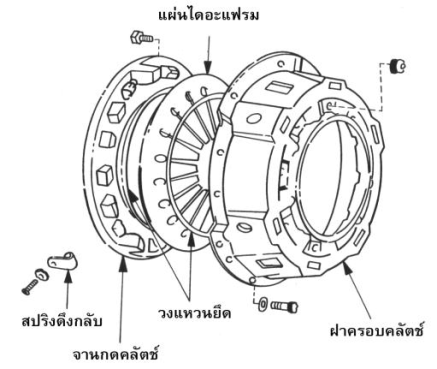 แผ่นไดอะแฟรม
สปริงดึงกลับ
วงแหวนยึด
ฝาครอบคลัตช์
จานกดคลัตช์